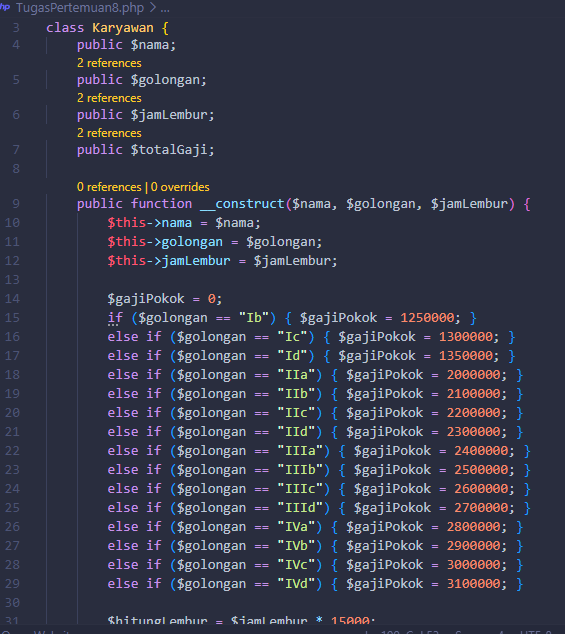 php TugasPertemuan8.php > ...
3 class Karyawan {
4 public $nama;
2 references
5 public $golongan;
2 references
6 public $jamLembur;
2 references
7 public $totalGaji;
8
0 references | 0 overrides
9 public function __construct($nama, $golongan, $jamLembur) {
10 $this->nama = $nama;
11 $this->golongan = $golongan;
12 $this->jamLembur = $jamLembur;
13
14 $gajiPokok = 0;
15 if ($golongan == "Ib") { $gajiPokok = 1250000; }
16 else if ($golongan == "Ic") { $gajiPokok = 1300000; }
17 else if ($golongan == "Id") { $gajiPokok = 1350000; }
18 else if ($golongan == "IIa") { $gajiPokok = 2000000; }
19 else if ($golongan == "IIb") { $gajiPokok = 2100000; }
20 else if ($golongan == "IIc") { $gajiPokok = 2200000; }
21 else if ($golongan == "IId") { $gajiPokok = 2300000; }
22 else if ($golongan == "IIIa") { $gajiPokok = 2400000; }
23 else if ($golongan == "IIIb") { $gajiPokok = 2500000; }
24 else if ($golongan == "IIIc") { $gajiPokok = 2600000; }
25 else if ($golongan == "IIId") { $gajiPokok = 2700000; }
26 else if ($golongan == "IVa") { $gajiPokok = 2800000; }
27 else if ($golongan == "IVb") { $gajiPokok = 2900000; }
28 else if ($golongan == "IVc") { $gajiPokok = 3000000; }
29 else if ($golongan == "IVd") { $gajiPokok = 3100000; }
30
31 $hitungLembur = $jamLembur * 15000;